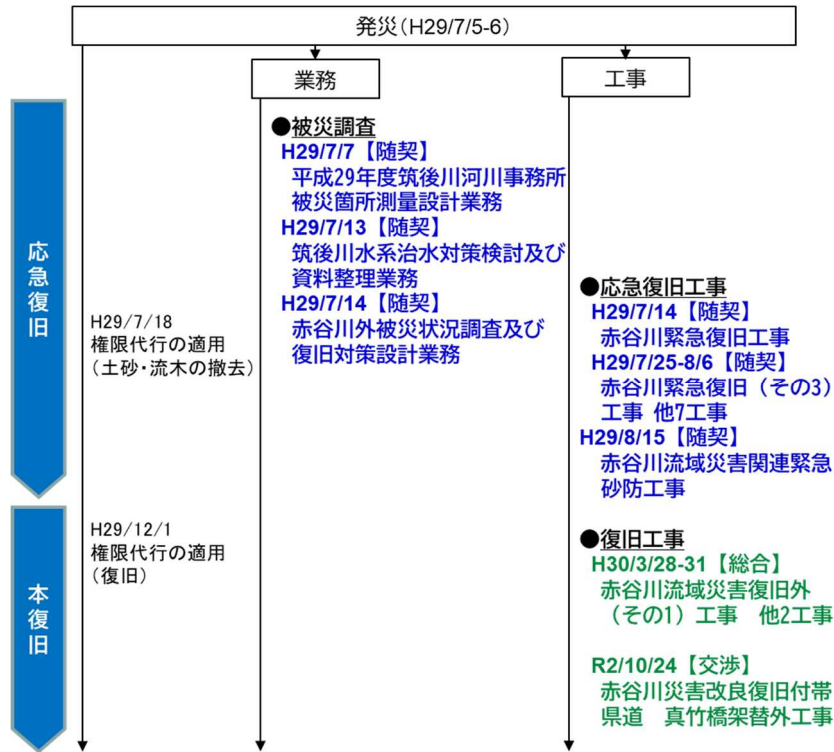 発災(H29/7/5-6)
業務
工事
応急復旧
本復旧
H29/7/18
権限代行の適用
(土砂・流木の撤去)
H29/12/1
権限代行の適用
(復旧)
●被災調査
H29/7/7【随契】
平成29年度筑後川河川事務所
被災箇所測量設計業務
H29/7/13【随契】
筑後川水系治水対策検討及び
資料整理業務
H29/7/14【随契】
赤谷川外被災状況調査及び
復旧対策設計業務
●応急復旧工事
H29/7/14【随契】
赤谷川緊急復旧工事
H29/7/25-8/6【随契】
赤谷川緊急復旧（その3）
工事 他7工事
H29/8/15【随契】
赤谷川流域災害関連緊急
砂防工事
●復旧工事
H30/3/28-31【総合】
赤谷川流域災害復旧外
（その1）工事　他2工事
R2/10/24【交渉】
赤谷川災害改良復旧付帯
県道　真竹橋架替外工事